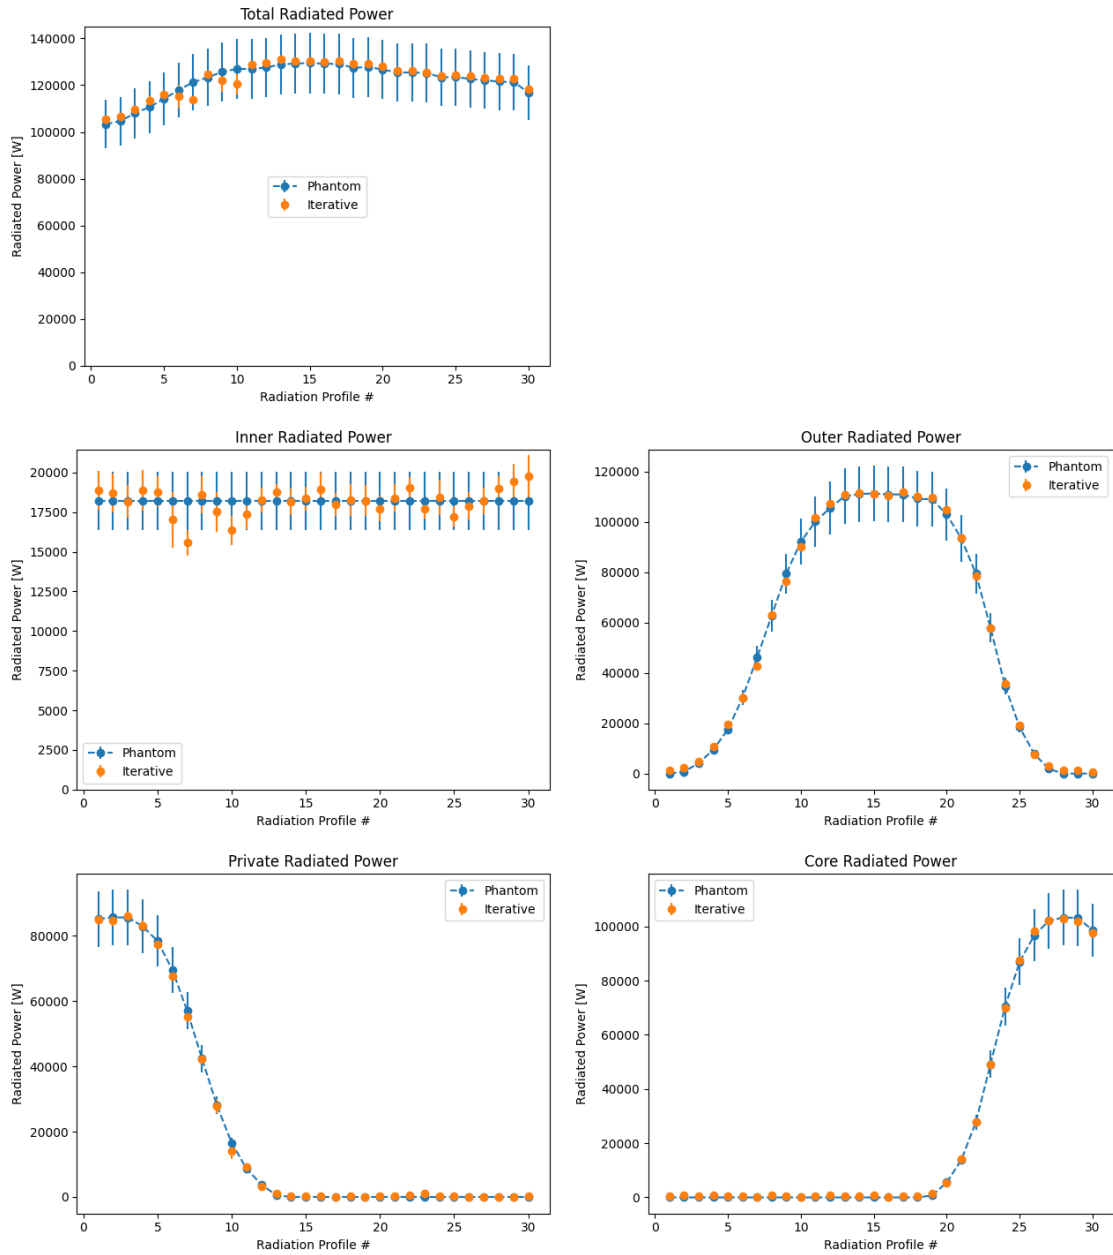 Total Radiated Power
140000
120000
100000
80000
60000
40000
20000
0
Radiated Power [W]
Phantom
Iterative
0 5 10 15 20 25 30
Radiation Profile #
Inner Radiated Power
20000
17500
15000
12500
10000
7500
5000
2500
0
Radiated Power [W]
Phantom
Iterative
0 5 10 15 20 25 30
Radiation Profile #
Outer Radiated Power
120000
100000
80000
60000
40000
20000
0
Radiated Power [W]
Phantom
Iterative
0 5 10 15 20 25 30
Radiation Profile #
Private Radiated Power
80000
60000
40000
20000
0
Radiated Power [W]
Phantom
Iterative
0 5 10 15 20 25 30
Radiation Profile #
Core Radiated Power
100000
80000
60000
40000
20000
0
Radiated Power [W]
Phantom
Iterative
0 5 10 15 20 25 30
Radiation Profile #